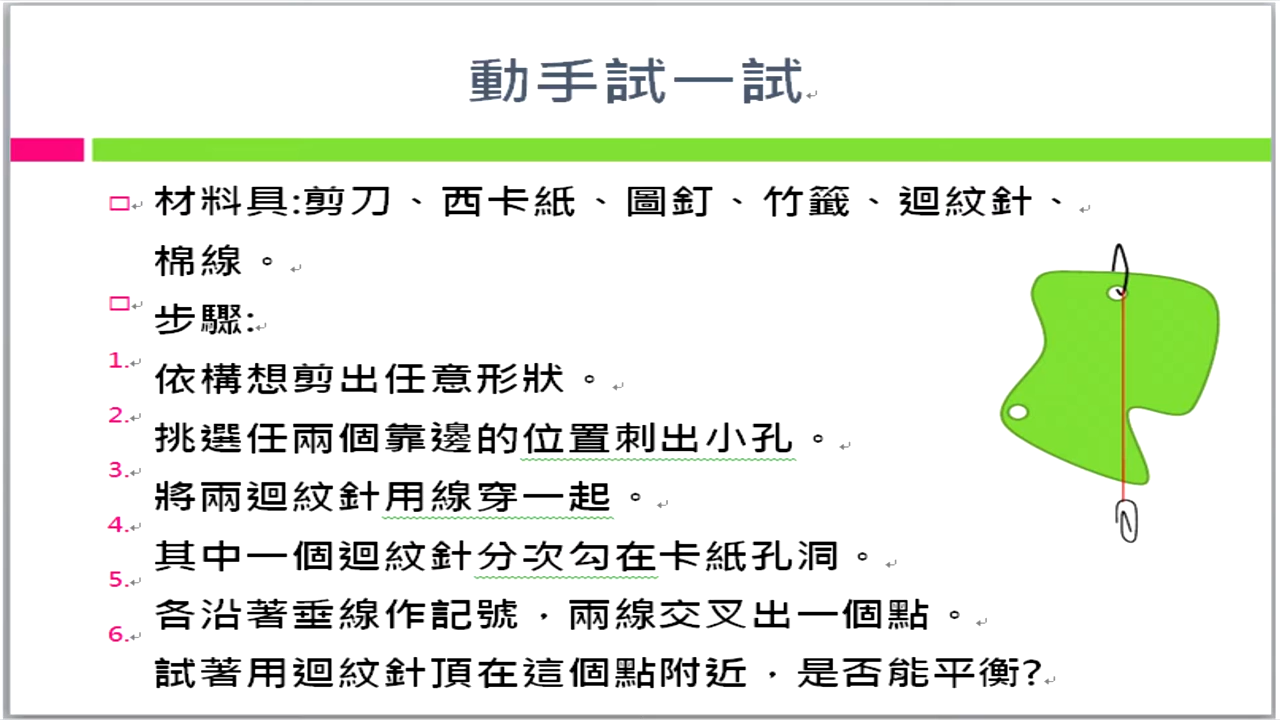 動手試一試
材料具:剪刀、西卡紙、圖釘、竹籤、迴紋針、
棉線。
步驟:
1. 依構想剪出任意形狀。
2. 挑選任兩個靠邊的位置刺出小孔。
3. 將兩迴紋針用線穿一起。
4. 其中一個迴紋針分次勾在卡紙孔洞。
5. 各沿著垂線作記號，兩線交叉出一個點。
6. 試著用迴紋針頂在這個點附近，是否能平衡?